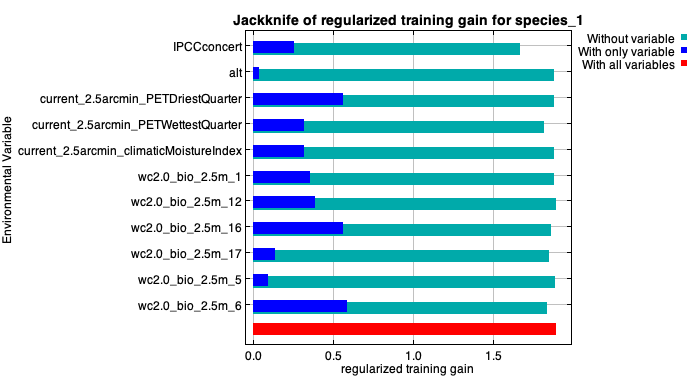 Jackknife of regularized training gain for species_1
Without variable
With only variable
With all variables
Environmental Variable
IPCCconcert
alt
current_2.5arcmin_PETDriestQuarter
current_2.5arcmin_PETWettestQuarter
current_2.5arcmin_climaticMoistureIndex
wc2.0_bio_2.5m_1
wc2.0_bio_2.5m_12
wc2.0_bio_2.5m_16
wc2.0_bio_2.5m_17
wc2.0_bio_2.5m_5
wc2.0_bio_2.5m_6
0.0 0.5 1.0 1.5
regularized training gain